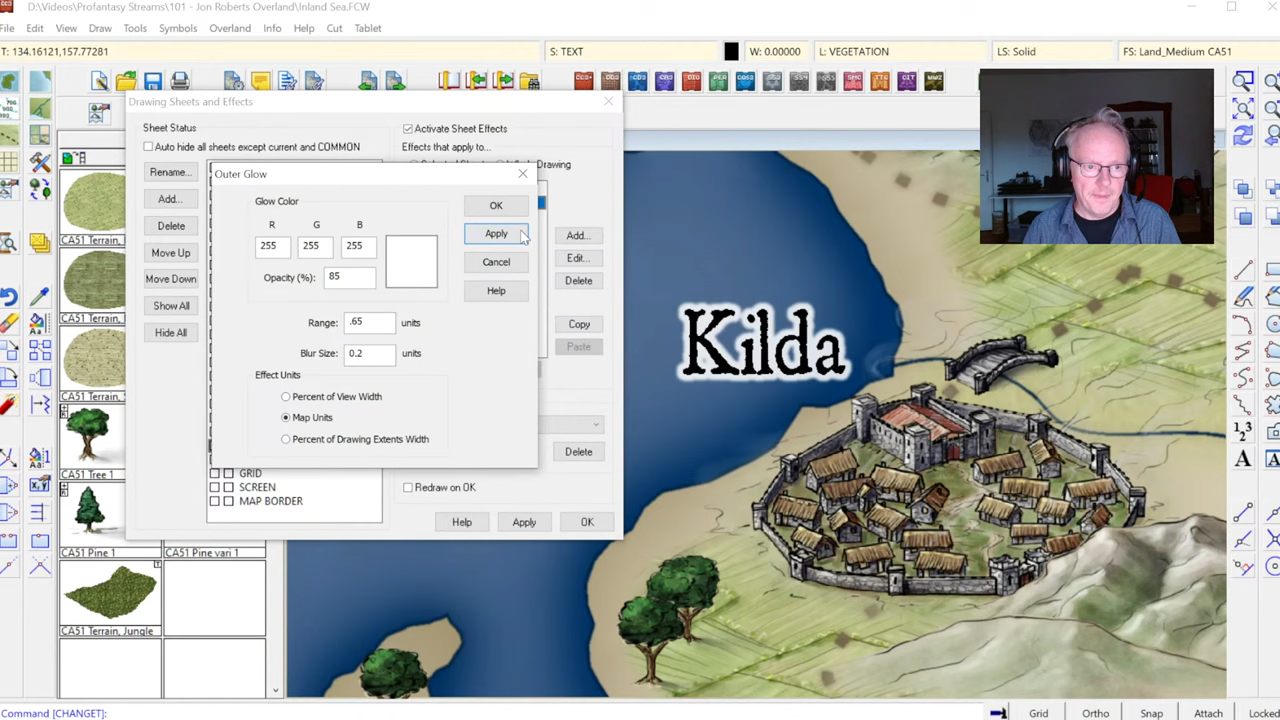 D:\Videos\Profantasy Streams\101 - Jon Roberts Overland\Inland Sea.FCW
File Edit View Draw Tools Symbols Overland Info Help Cut Tablet
T: 134.16121,157.77281 S: TEXT W: 0.00000 L: VEGETATION LS: Solid FS: Land_Medium CA51
Drawing Sheets and Effects
Sheet Status
Auto hide all sheets except current and COMMON
Rename...
Add...
Delete
Move Up
Move Down
Show All
Hide All
GRID
SCREEN
MAP BORDER
Activate Sheet Effects
Effects that apply to...
Drawing
Add...
Edit...
Delete
Copy
Paste
Delete
Redraw on OK
Help Apply OK
Outer Glow
Glow Color
R G B
255 255 255
Opacity (%): 85
Range: .65 units
Blur Size: 0.2 units
Effect Units
Percent of View Width
Map Units
Percent of Drawing Extents Width
OK
Apply
Cancel
Help
Kilda
CA51 Terrain, S
CA51 Tree 1
CA51 Pine 1 CA51 Pine vari 1
CA51 Terrain, Jungle
Command [CHANGET]: Grid Ortho Snap Attach Locked